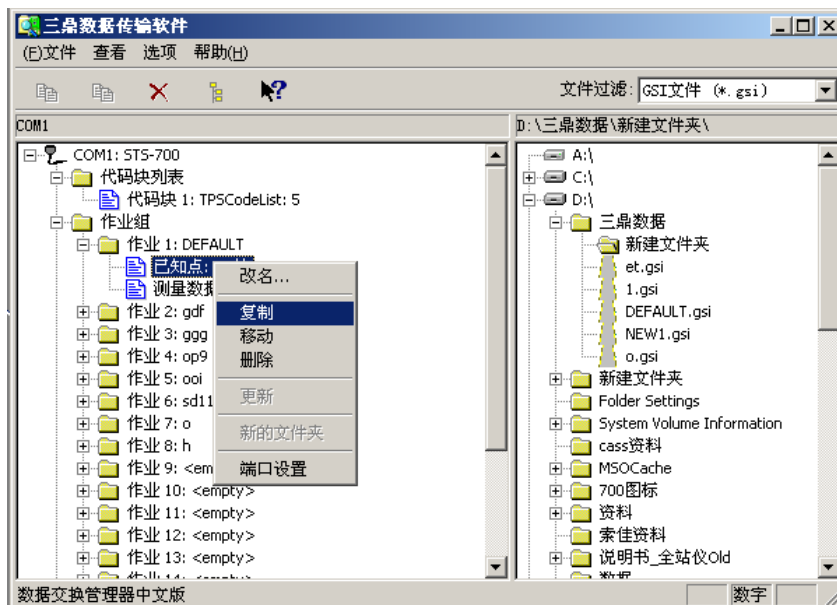 三鼎数据传输软件
(F)文件 查看 选项 帮助(H)
文件过滤: GSI文件 (*.gsi)
COM1
D:\三鼎数据\新建文件夹\
COM1: STS-700
代码块列表
代码块 1: TPSCodeList: 5
作业组
作业 1: DEFAULT
已知点:
测量数据
作业 2: gdf
作业 3: ggg
作业 4: op9
作业 5: ooi
作业 6: sd11
作业 7: o
作业 8: h
作业 9: <em
作业 10: <empty>
作业 11: <empty>
作业 12: <empty>
作业 13: <empty>
改名...
复制
移动
删除
更新
新的文件夹
端口设置
A:\
C:\
D:\
三鼎数据
新建文件夹
et.gsi
1.gsi
DEFAULT.gsi
NEW1.gsi
o.gsi
新建文件夹
Folder Settings
System Volume Information
cass资料
MSOCache
700图标
资料
索佳资料
说明书_全站仪Old
数据
数据交换管理器中文版
数字